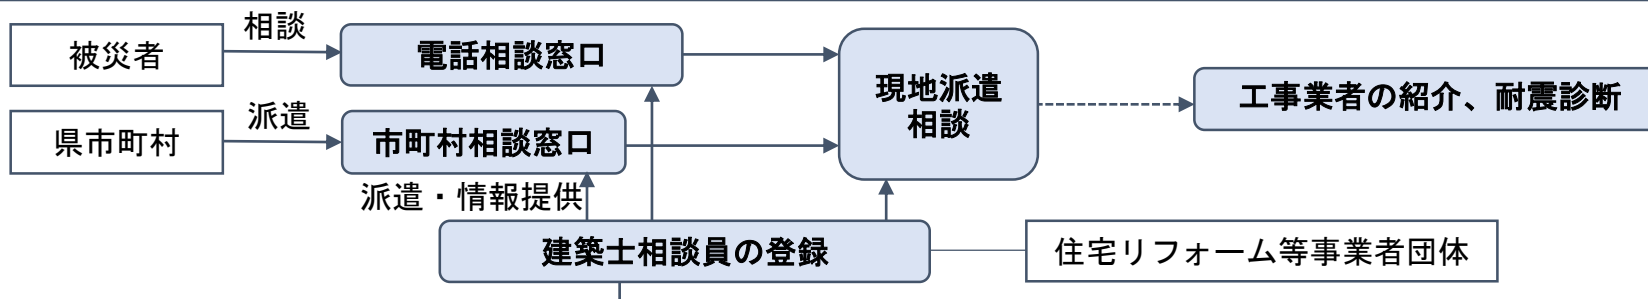 相談
被災者
電話相談窓口
現地派遣
相談
工事業者の紹介、耐震診断
派遣
県市町村
市町村相談窓口
派遣・情報提供
建築士相談員の登録
住宅リフォーム等事業者団体